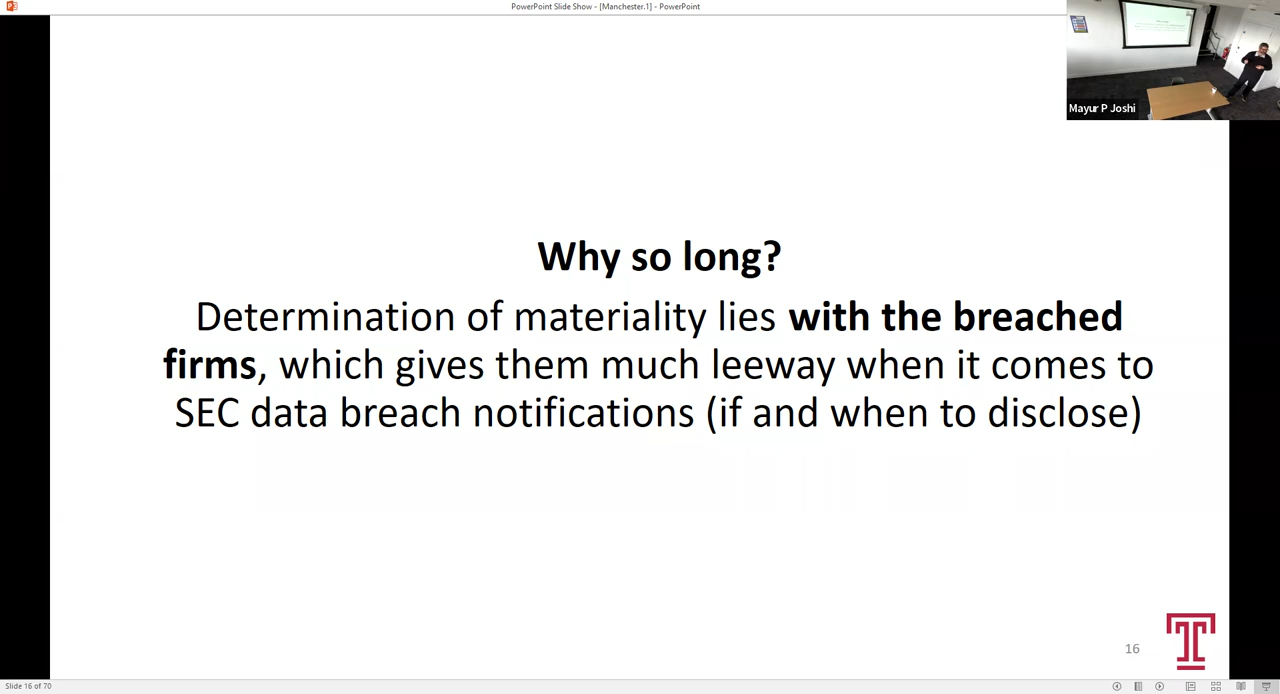 PowerPoint Slide Show - [Manchester.1] - PowerPoint
Mayur P Joshi
Why so long?
Determination of materiality lies with the breached
firms, which gives them much leeway when it comes to
SEC data breach notifications (if and when to disclose)
16
Slide 16 of 70